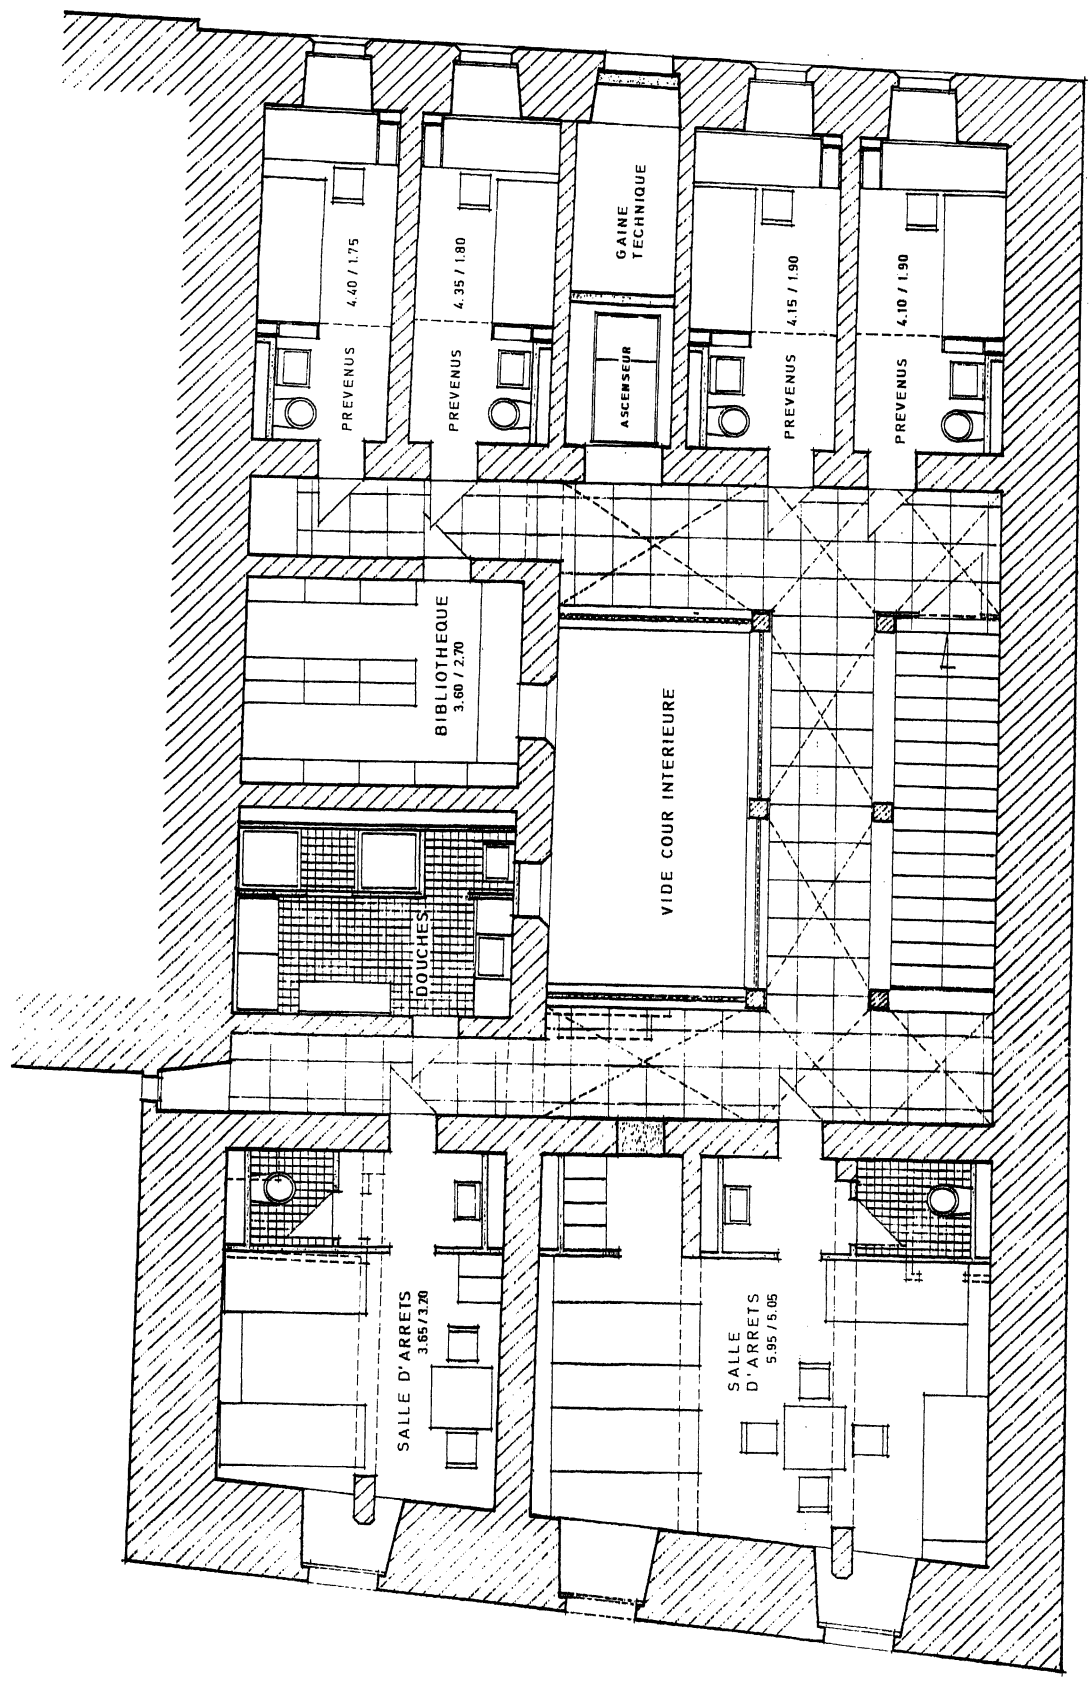 4.40 / 1.75
PREVENUS
4.35 / 1.80
PREVENUS
GAINE
TECHNIQUE
ASCENSEUR
4.15 / 1.90
PREVENUS
4.10 / 1.90
PREVENUS
BIBLIOTHEQUE
3.60 / 2.70
VIDE COUR INTERIEURE
DOUCHES
SALLE D'ARRETS
3.65 / 3.20
SALLE
D'ARRETS
5.95 / 5.05